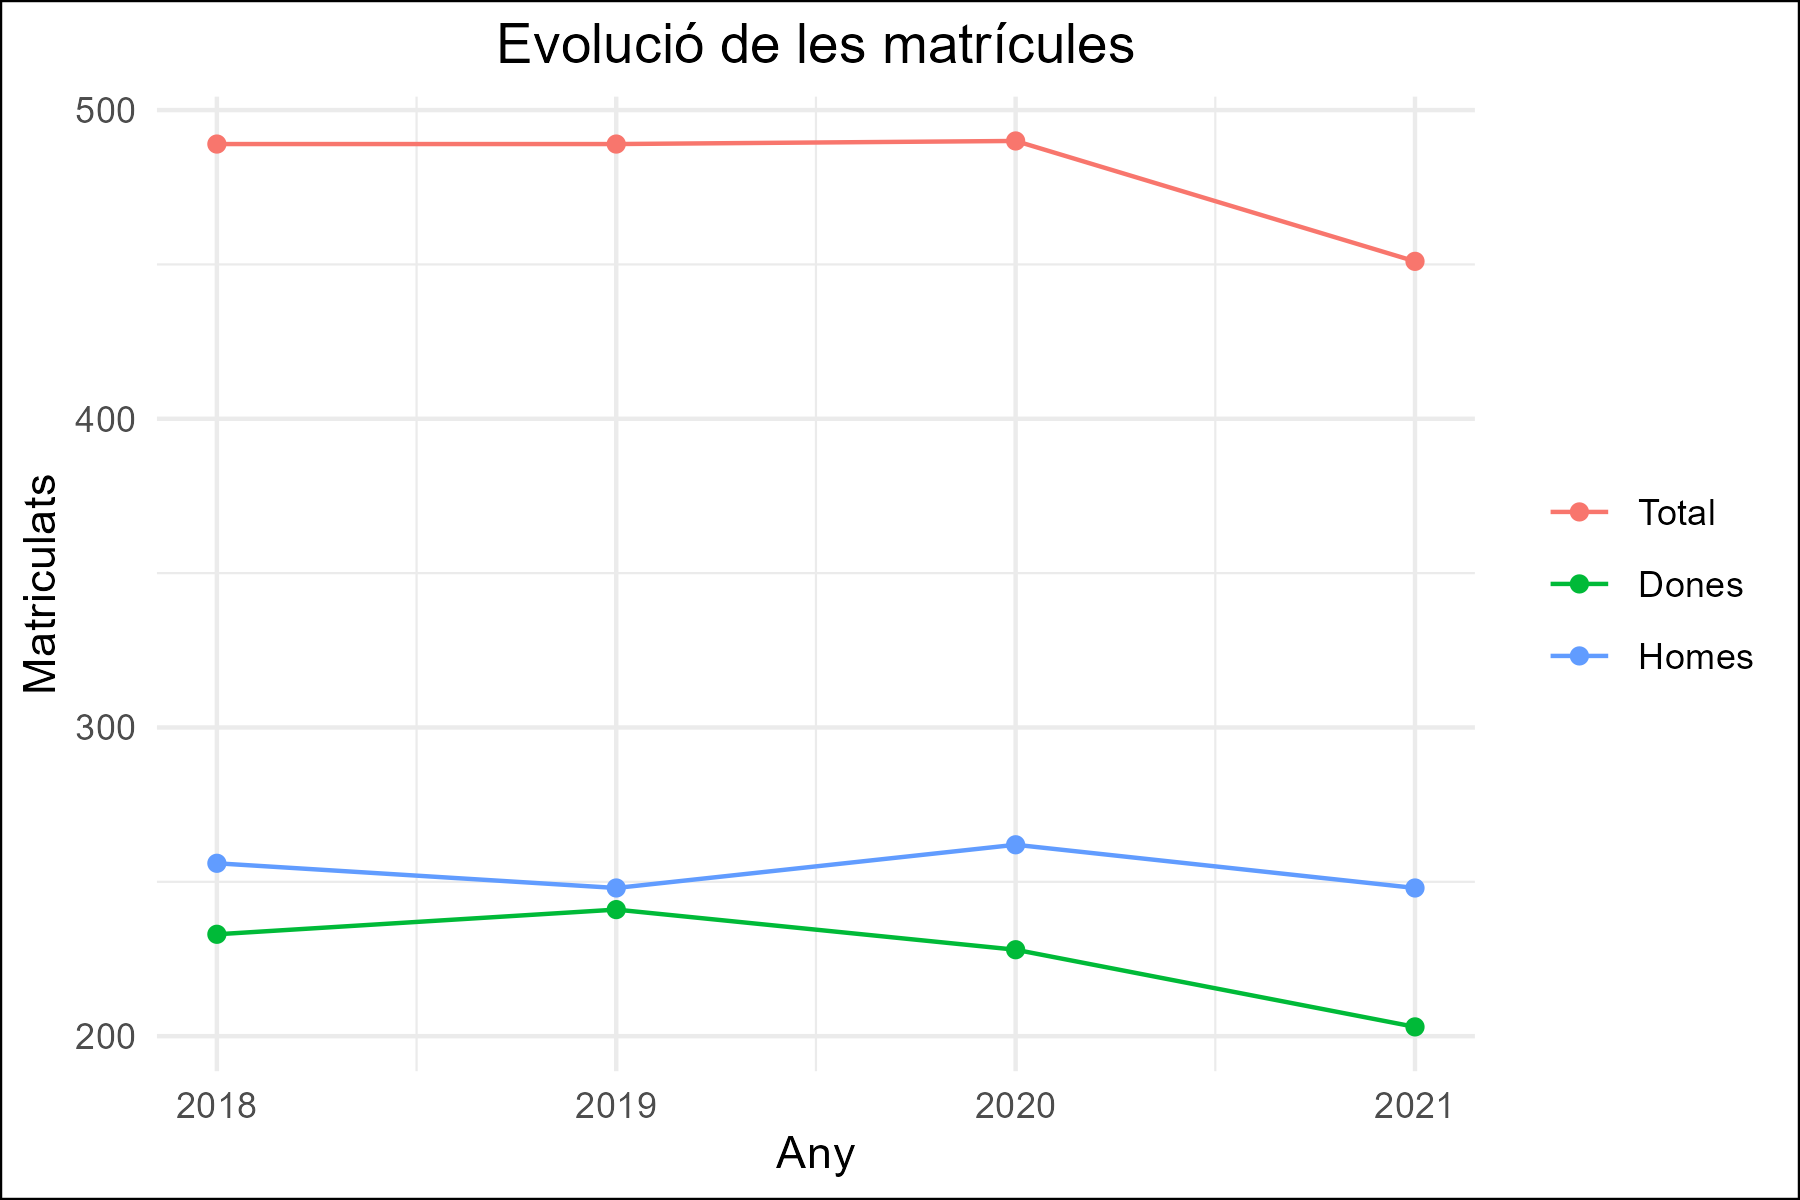 Evolució de les matrícules
500
400
300
200
Matriculats
2018 2019 2020 2021
Any
Total
Dones
Homes